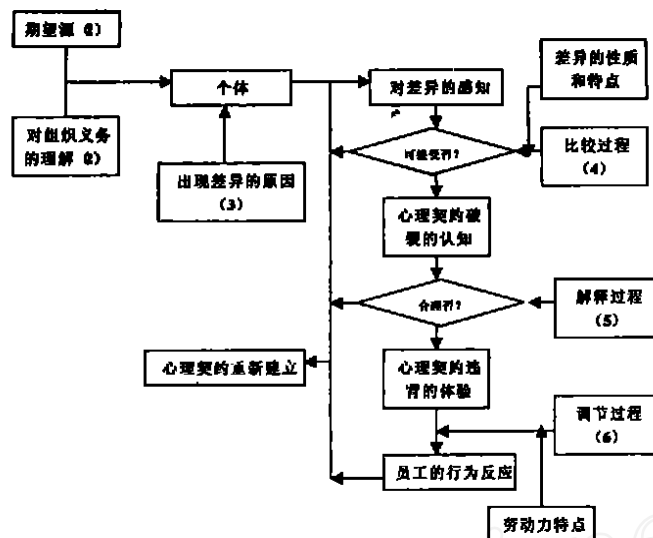 期望源 (2)
对组织义务
的理解 (2)
个体
出现差异的原因
(3)
对差异的感知
差异的性质
和特点
可接受否？
比较过程
(4)
心理契约破
裂的认知
合理否？
解释过程
(5)
心理契约重新建立
心理契约违
背的体验
调节过程
(6)
员工的行为反应
劳动力特点